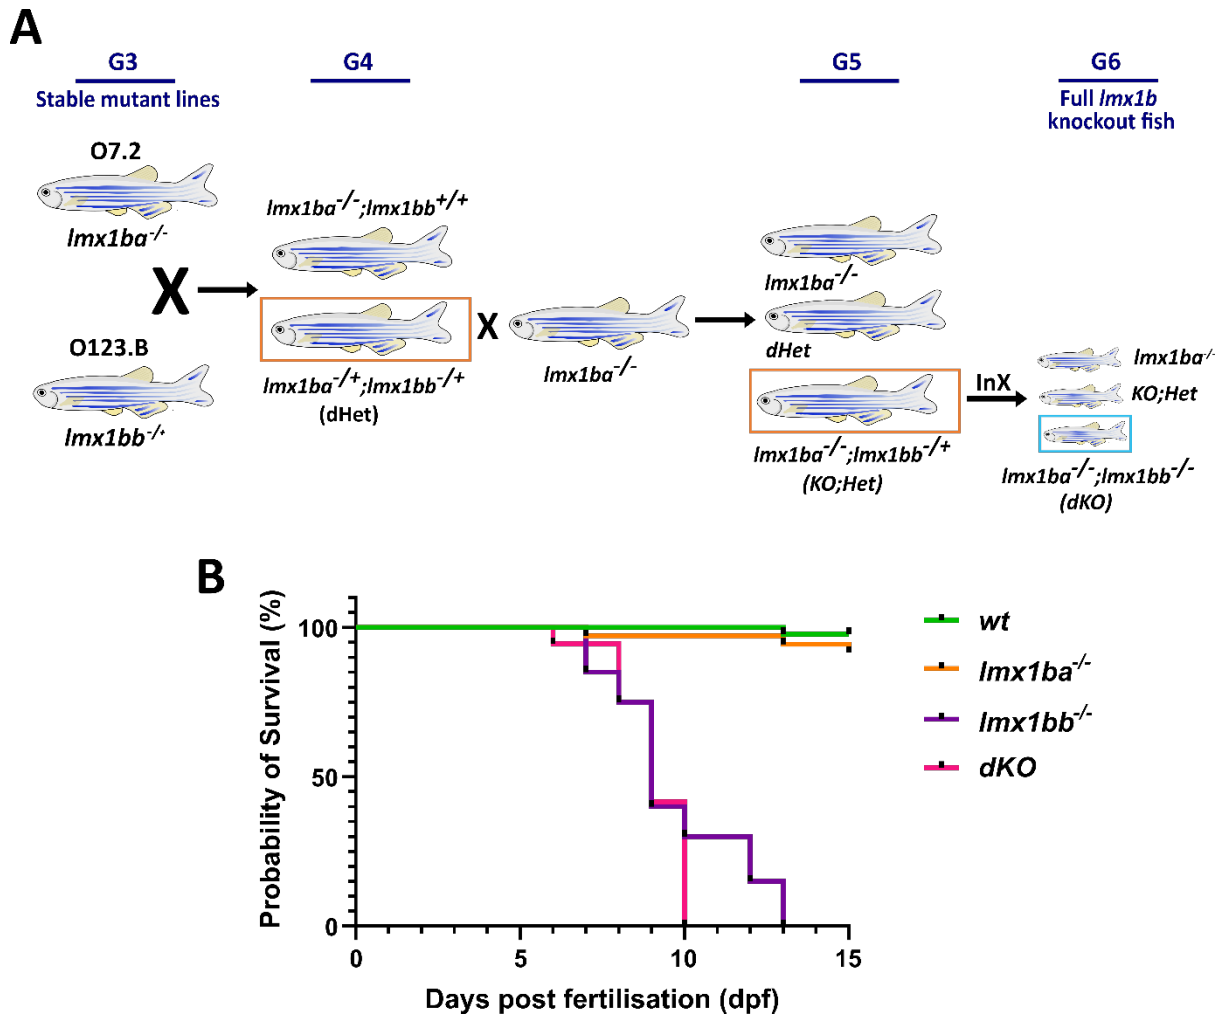 A
G3
G4
G5
G6
Stable mutant lines
Full lmx1b
knockout fish
O7.2
lmx1ba-/-
X
O123.B
lmx1bb-/+
lmx1ba-/-;lmx1bb+/+
lmx1ba-/+;lmx1bb-/+
(dHet)
X
lmx1ba-/-
lmx1ba-/-
dHet
lmx1ba-/-;lmx1bb-/+
(KO;Het)
InX
lmx1ba-/-
KO;Het
lmx1ba-/-;lmx1bb-/-
(dKO)
B
Probability of Survival (%)
100
50
0
0 5 10 15
Days post fertilisation (dpf)
wt
lmx1ba-/-
lmx1bb-/-
dKO